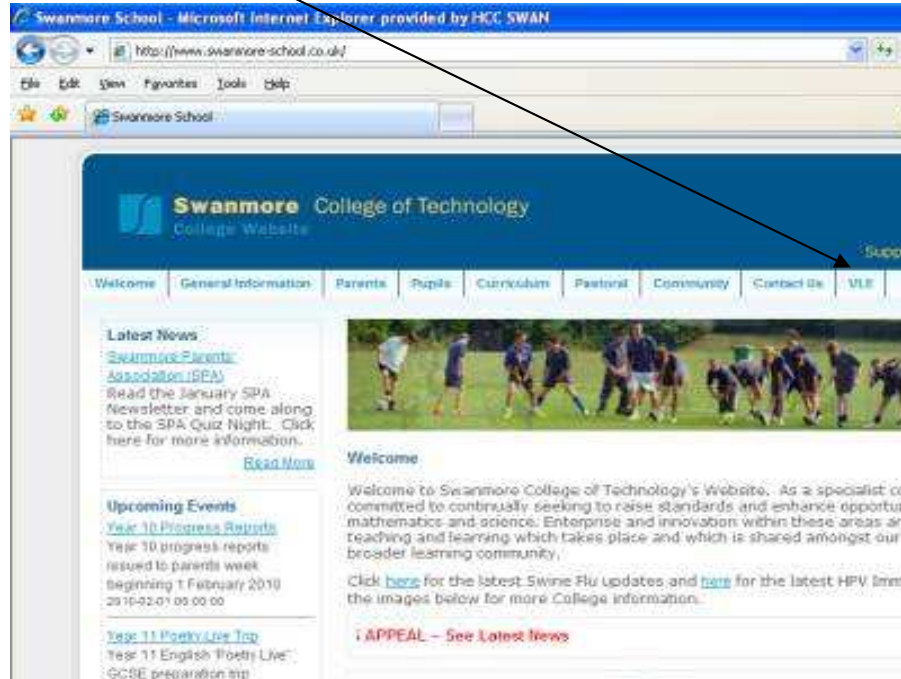 Swanmore School - Microsoft Internet Explorer provided by HCC SWAN
http://www.swanmore-school.co.uk/
File Edit View Favorites Tools Help
Swanmore School
Swanmore College of Technology
College Website
Supp
Welcome General Information Parents Pupils Curriculum Pastoral Community Contact Us VLE
Latest News
Swanmore Parents
Association (SPA)
Read the January SPA
Newsletter and come along
to the SPA Quiz Night. Click
here for more information.
Read More
Upcoming Events
Year 10 Progress Reports
Year 10 progress reports
issued to parents week
beginning 1 February 2010
2010-02-01 00:00:00
Year 11 Poetry Live Trip
Year 11 English 'Poetry Live'
GCSE preparation trip
Welcome
Welcome to Swanmore College of Technology's Website. As a specialist co
committed to continually seeking to raise standards and enhance opportu
mathematics and science. Enterprise and innovation within these areas ar
teaching and learning which takes place and which is shared amongst our
broader learning community.
Click here for the latest Swine Flu updates and here for the latest HPV Imm
the images below for more College information.
APPEAL - See Latest News